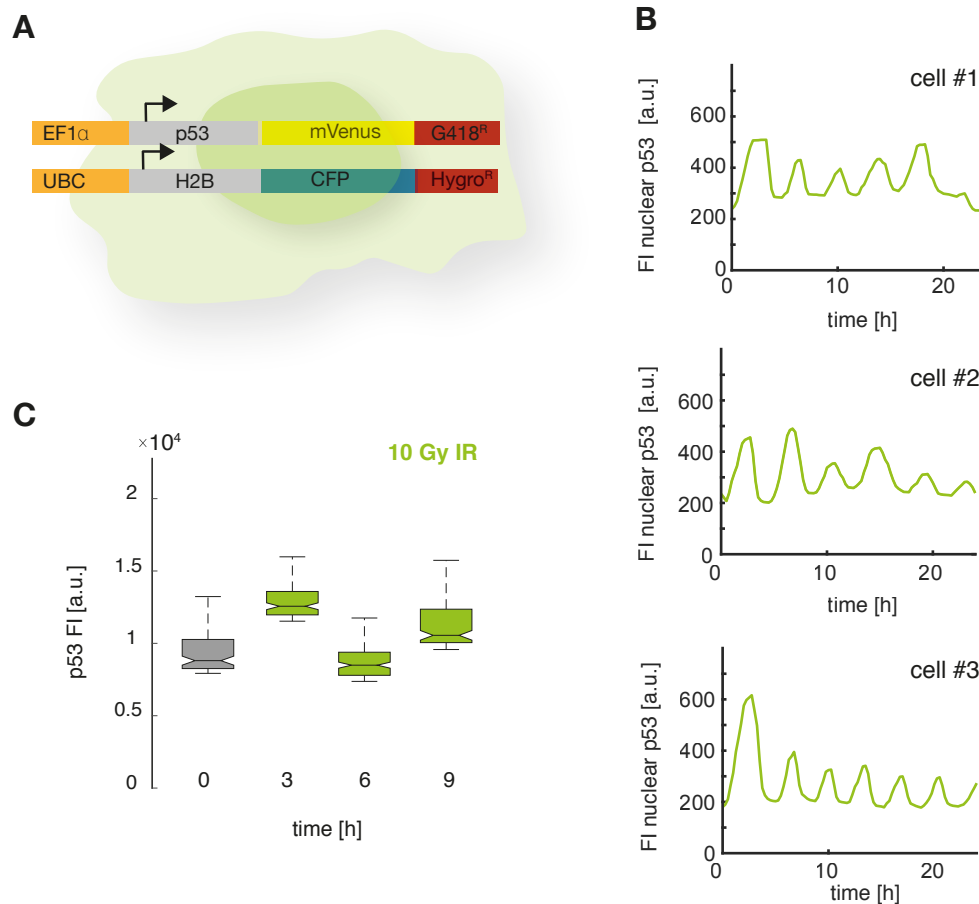 A
EF1α p53 mVenus G418ᴿ
UBC H2B CFP Hygroᴿ
B
cell #1
FI nuclear p53 [a.u.]
600
400
200
0
0 10 20
time [h]
cell #2
FI nuclear p53 [a.u.]
600
400
200
0
0 10 20
time [h]
cell #3
FI nuclear p53 [a.u.]
600
400
200
0
0 10 20
time [h]
C
×10⁴
10 Gy IR
p53 FI [a.u.]
2
1.5
1
0.5
0
0 3 6 9
time [h]